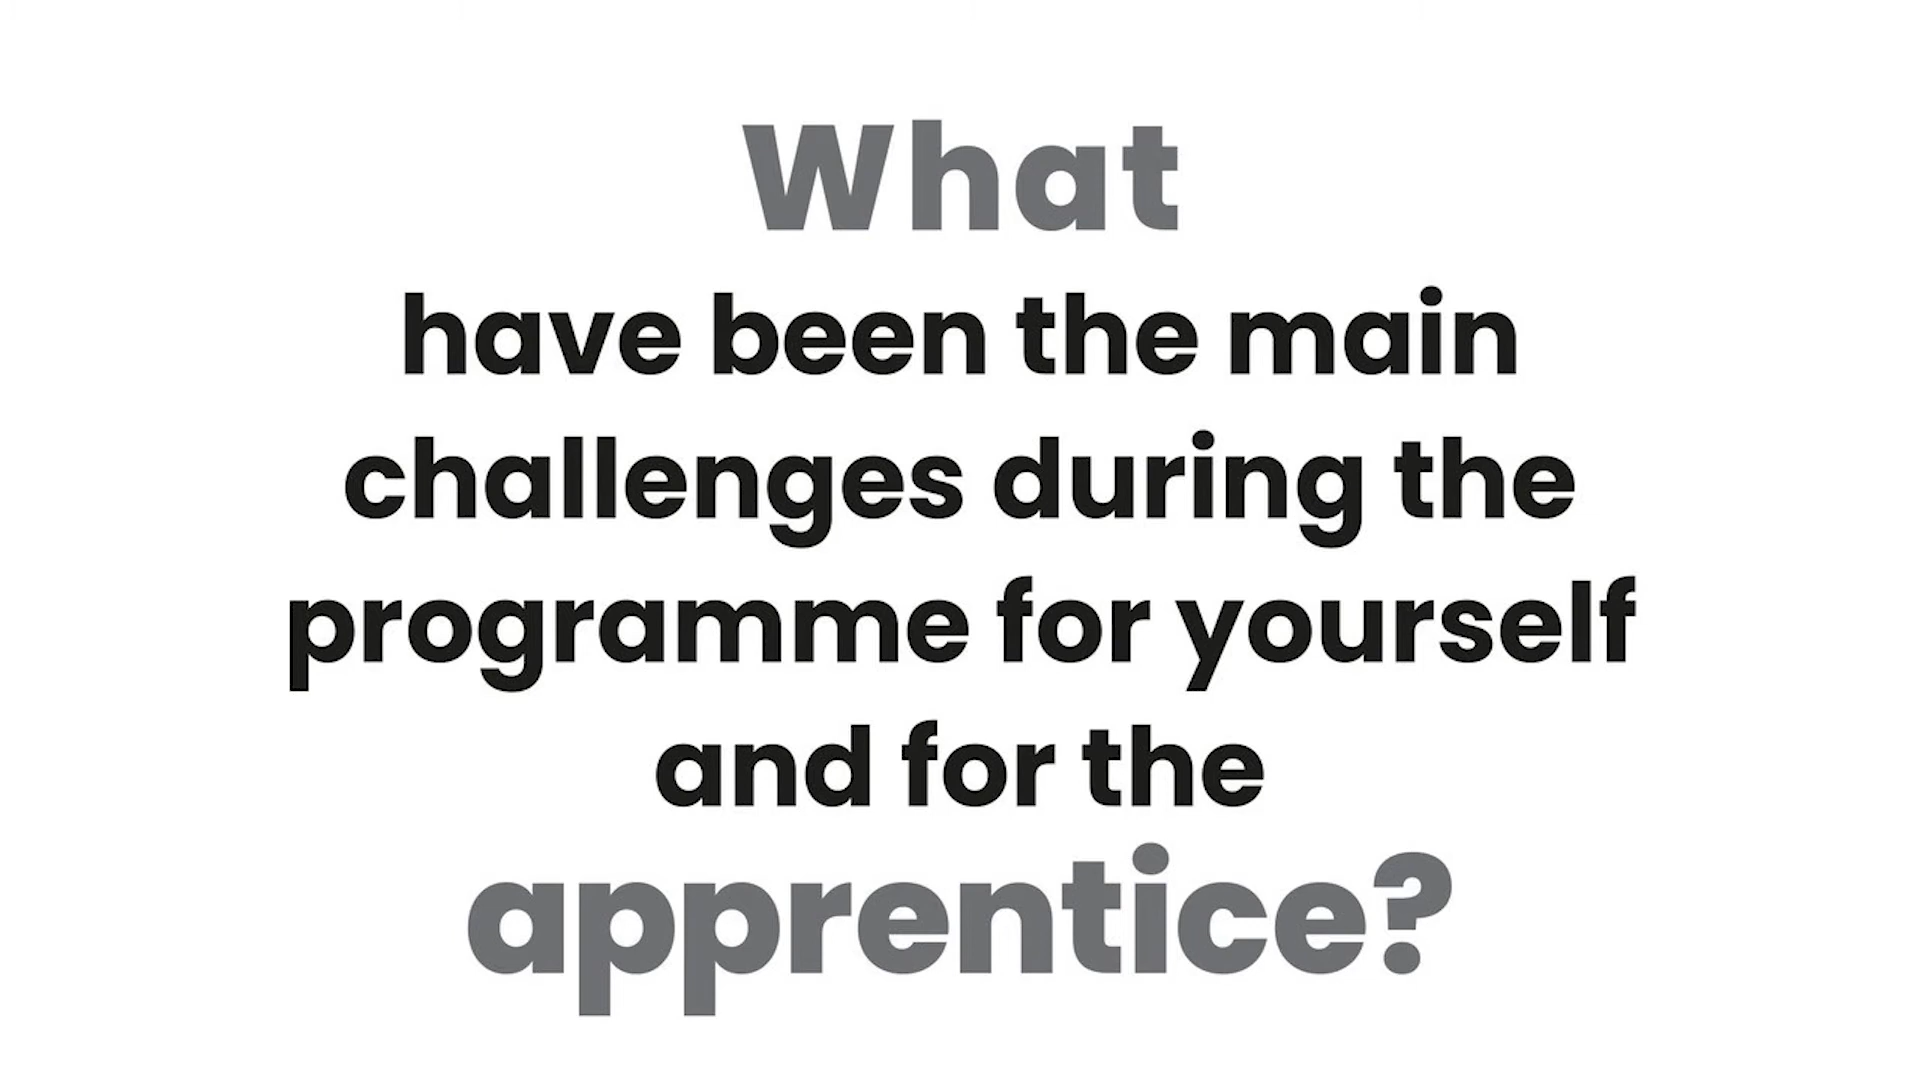 What
have been the main
challenges during the
programme for yourself
and for the
apprentice?